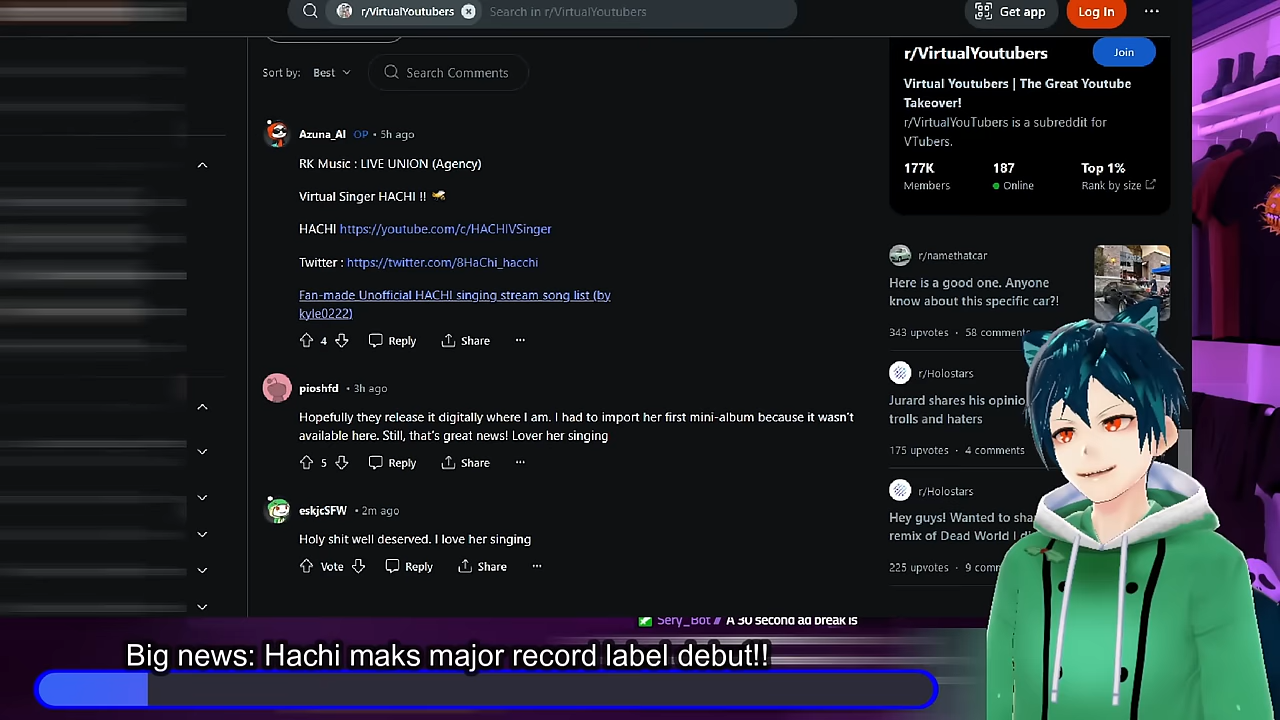 r/VirtualYoutubers
Search in r/VirtualYoutubers
Get app
Log In
Sort by: Best
Search Comments
Azuna_AI OP • 5h ago
RK Music : LIVE UNION (Agency)
Virtual Singer HACHI !!
HACHI https://youtube.com/c/HACHIVSinger
Twitter : https://twitter.com/8HaChi_hacchi
Fan-made Unofficial HACHI singing stream song list (by
kyle0222)
4 Reply Share
pioshfd • 3h ago
Hopefully they release it digitally where I am. I had to import her first mini-album because it wasn't
available here. Still, that's great news! Lover her singing
5 Reply Share
eskjcSFW • 2m ago
Holy shit well deserved. I love her singing
Vote Reply Share
r/VirtualYoutubers
Join
Virtual Youtubers | The Great Youtube
Takeover!
r/VirtualYouTubers is a subreddit for
VTubers.
177K 187 Top 1%
Members Online Rank by size
r/namethatcar
Here is a good one. Anyone
know about this specific car?!
343 upvotes • 58 comments
r/Holostars
Jurard shares his opinio
trolls and haters
175 upvotes • 4 comments
r/Holostars
Hey guys! Wanted to sha
remix of Dead World I di
225 upvotes • 9 com
Sery_Bot A 30 second ad break is
Big news: Hachi maks major record label debut!!